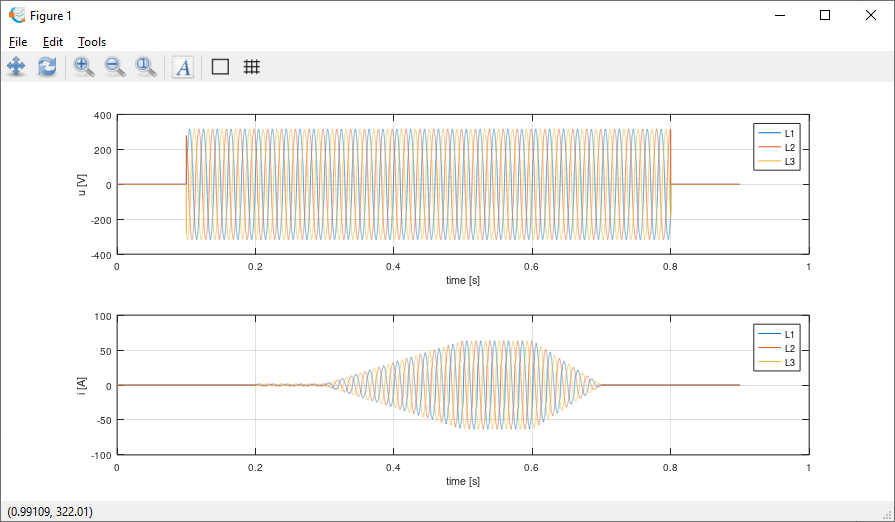 Figure 1
File Edit Tools
A
400
200
0
-200
-400
u [V]
L1
L2
L3
0 0.2 0.4 0.6 0.8 1
time [s]
100
50
0
-50
-100
i [A]
L1
L2
L3
0 0.2 0.4 0.6 0.8 1
time [s]
(0.99109, 322.01)